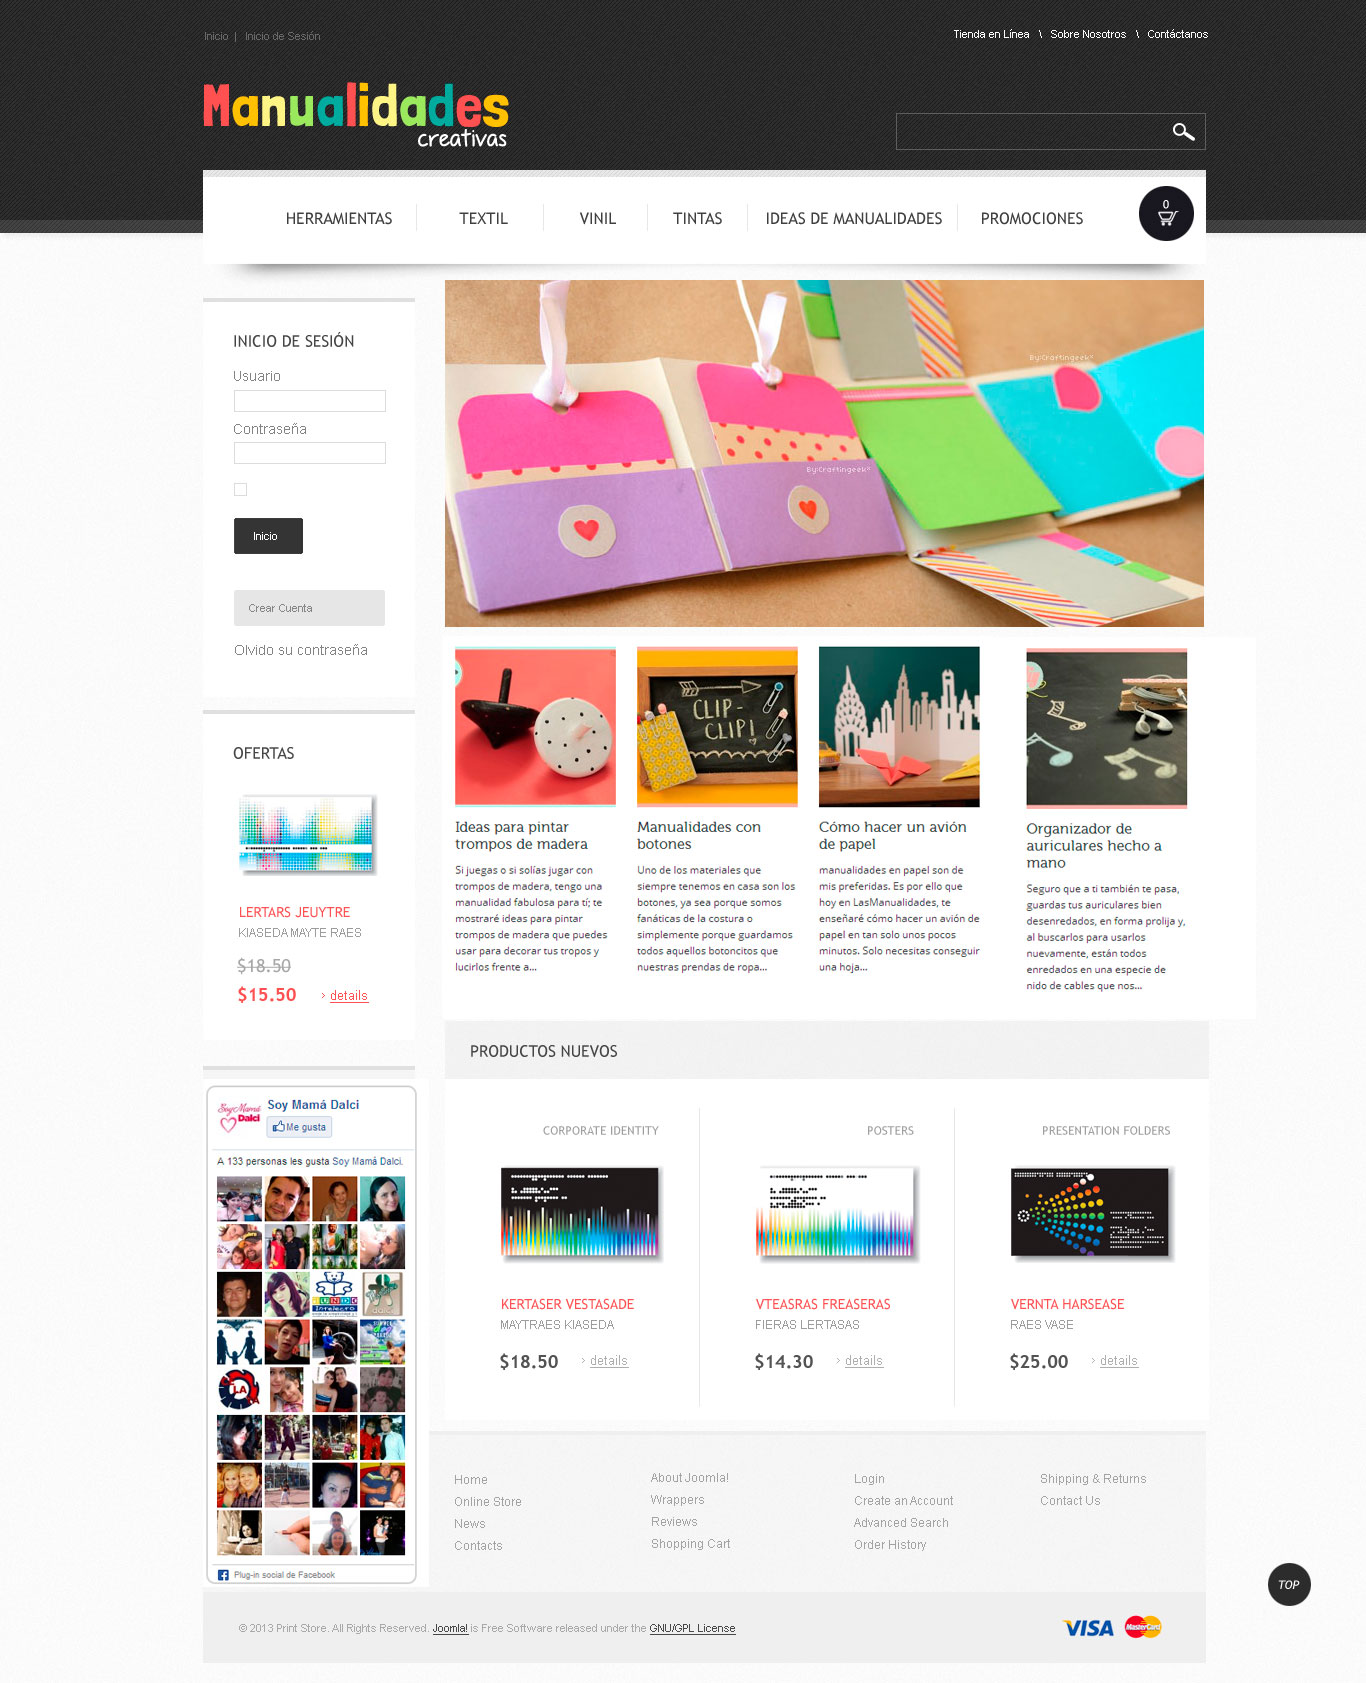 Inicio | Inicio de Sesión
Tienda en Línea \ Sobre Nosotros \ Contáctanos
Manualidades
creativas
HERRAMIENTAS
TEXTIL
VINIL
TINTAS
IDEAS DE MANUALIDADES
PROMOCIONES
0
INICIO DE SESIÓN
Usuario
Contraseña
Inicio
Crear Cuenta
Olvido su contraseña
By:Craftingeek*
By:Craftingeek*
CLIP-
CLIP!
Ideas para pintar
trompos de madera
Si juegas o si solías jugar con
trompos de madera, tengo una
manualidad fabulosa para tí; te
mostraré ideas para pintar
trompos de madera que puedes
usar para decorar tus tropos y
lucirlos frente a...
Manualidades con
botones
Uno de los materiales que
siempre tenemos en casa son los
botones, ya sea porque somos
fanáticas de la costura o
simplemente porque guardamos
todos aquellos botoncitos que
nuestras prendas de ropa...
Cómo hacer un avión
de papel
manualidades en papel son de
mis preferidas. Es por ello que
hoy en LasManualidades, te
enseñaré cómo hacer un avión de
papel en tan solo unos pocos
minutos. Solo necesitas conseguir
una hoja...
Organizador de
auriculares hecho a
mano
Seguro que a ti también te pasa,
guardas tus auriculares bien
desenredados, en forma prolija y,
al buscarlos para usarlos
nuevamente, están todos
enredados en una especie de
nido de cables que nos...
OFERTAS
LERTARS JEUYTRE
KIASEDA MAYTE RAES
$18.50
$15.50
details
PRODUCTOS NUEVOS
CORPORATE IDENTITY
KERTASER VESTASADE
MAYTRAES KIASEDA
$18.50
details
POSTERS
VTEASRAS FREASERAS
FIERAS LERTASAS
$14.30
details
PRESENTATION FOLDERS
VERNTA HARSEASE
RAES VASE
$25.00
details
Soy Mamá
Dalci
Soy Mamá Dalci
Me gusta
A 133 personas les gusta Soy Mamá Dalci.
Plug-in social de Facebook
Home
Online Store
News
Contacts
About Joomla!
Wrappers
Reviews
Shopping Cart
Login
Create an Account
Advanced Search
Order History
Shipping & Returns
Contact Us
TOP
© 2013 Print Store. All Rights Reserved. Joomla! is Free Software released under the GNU/GPL License
VISA
MasterCard